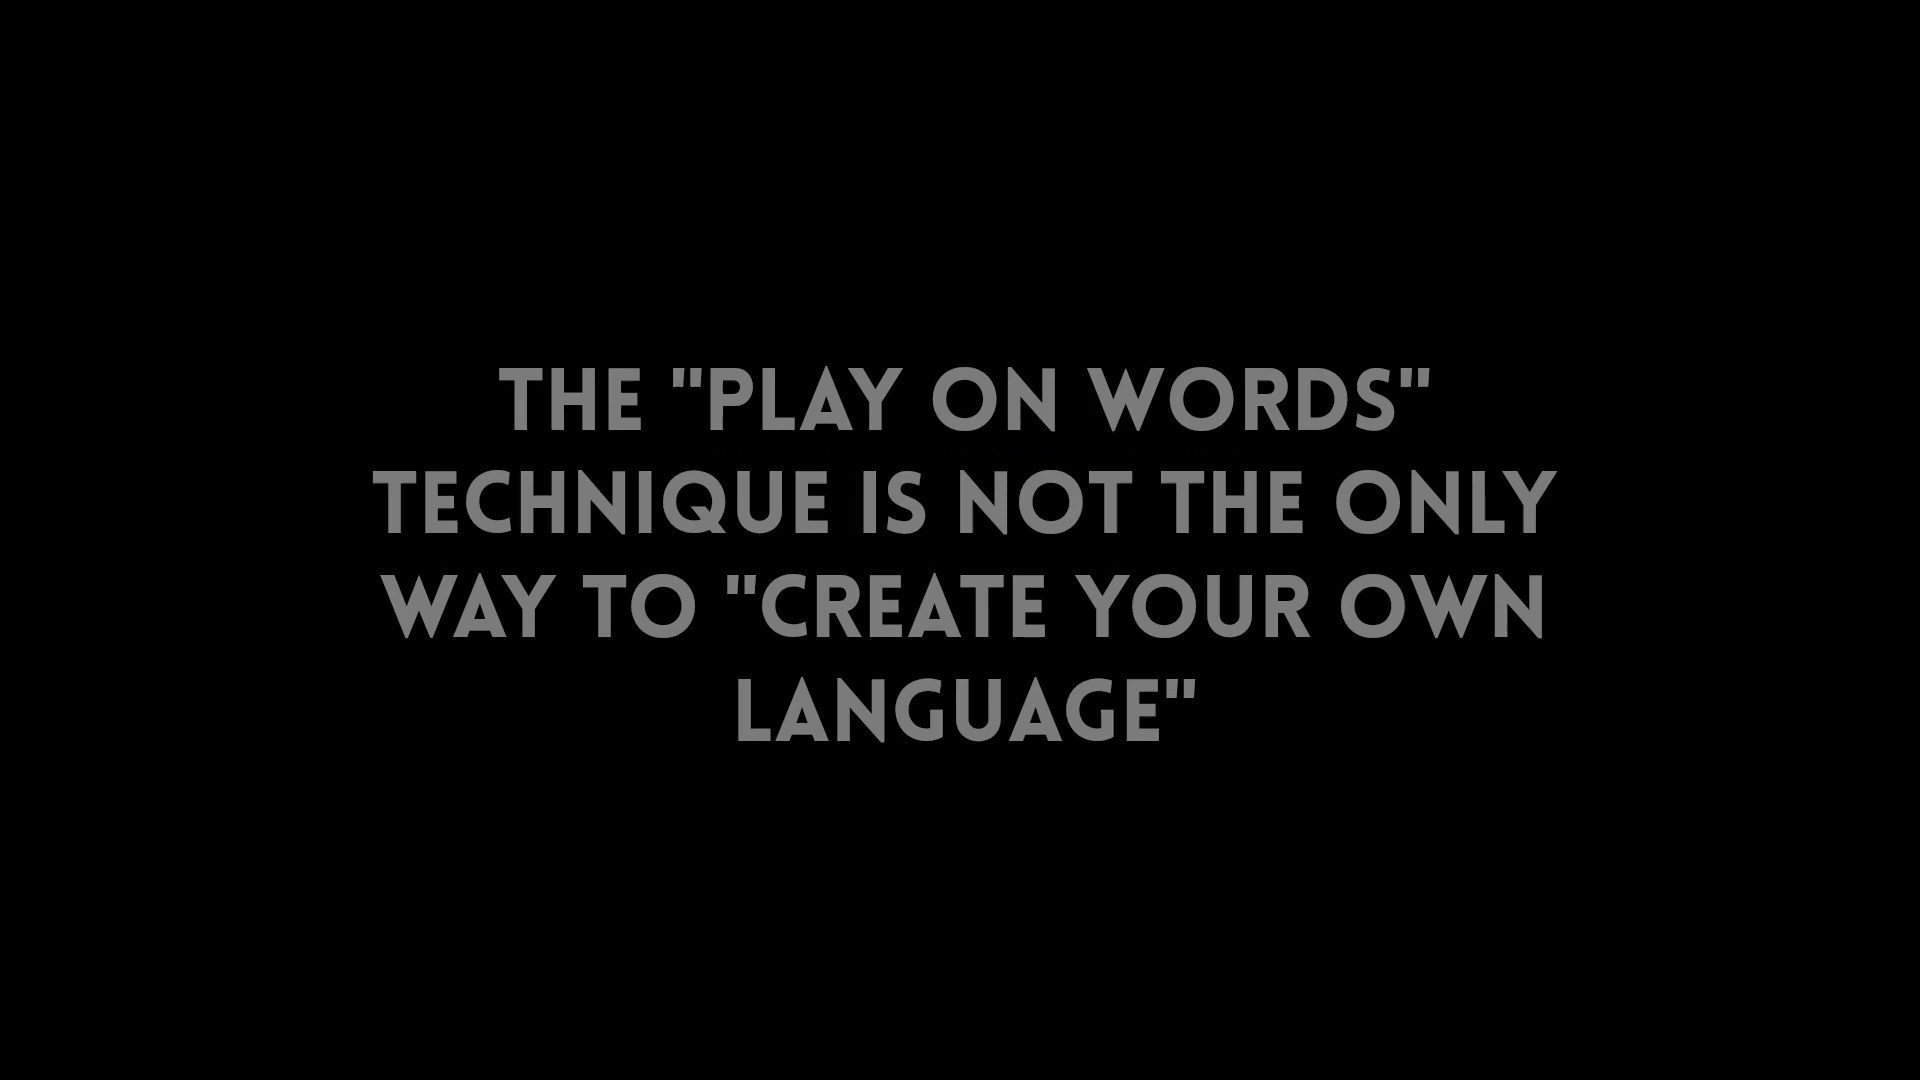 THE "PLAY ON WORDS"
TECHNIQUE IS NOT THE ONLY
WAY TO "CREATE YOUR OWN
LANGUAGE"